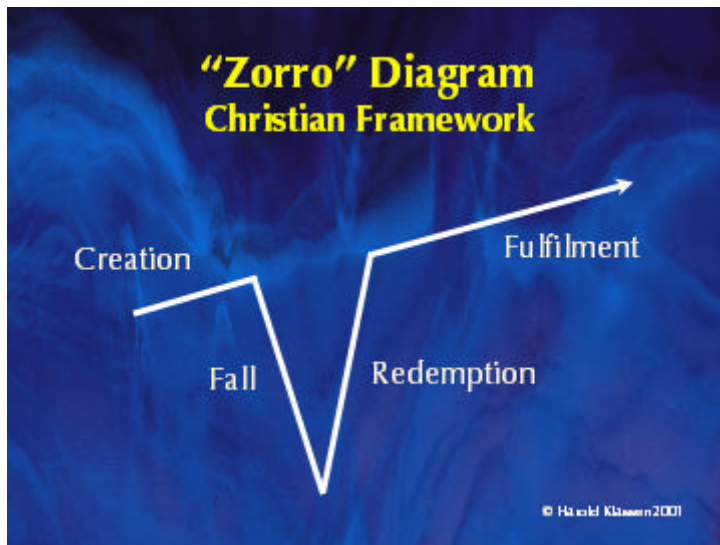 “Zorro” Diagram
Christian Framework
Creation
Fulfilment
Fall
Redemption
© Harold Klassen 2001